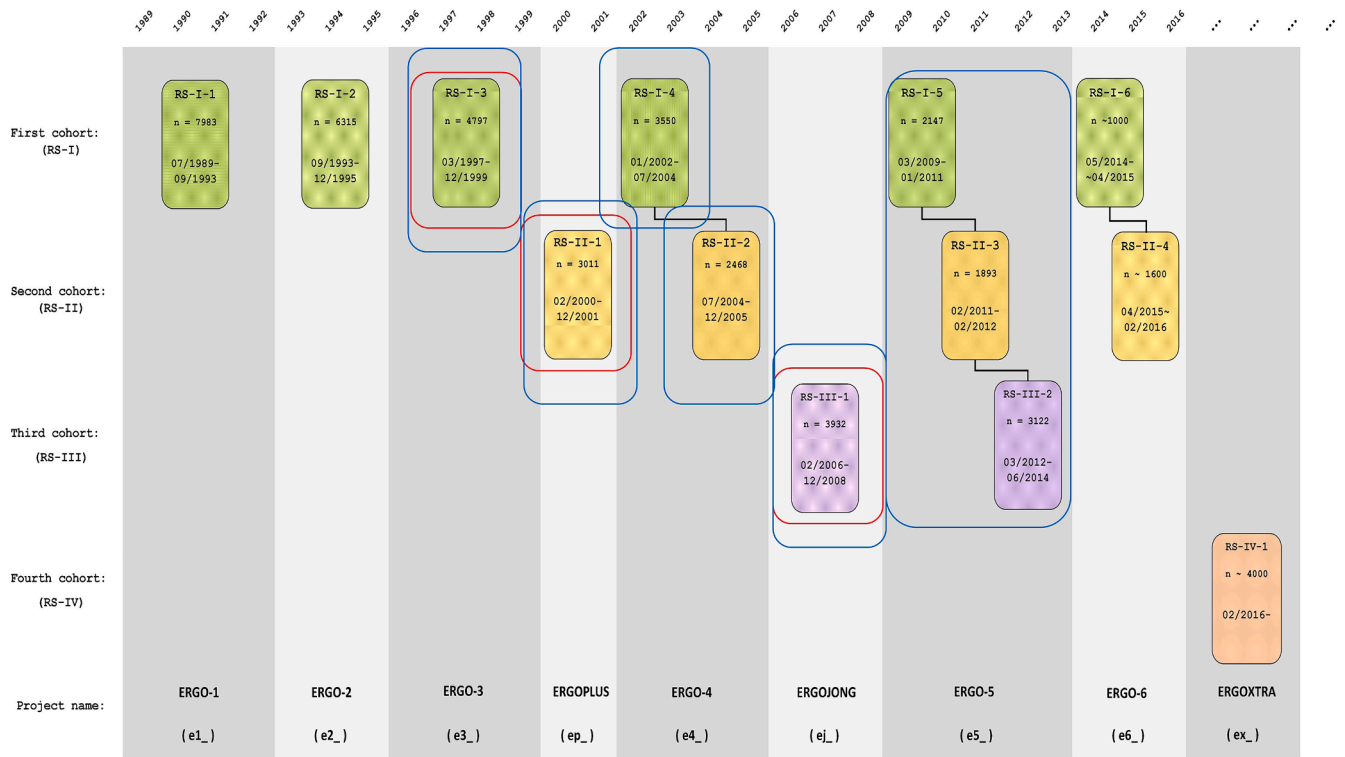 1989 1990 1991 1992 1993 1994 1995 1996 1997 1998 1999 2000 2001 2002 2003 2004 2005 2006 2007 2008 2009 2010 2011 2012 2013 2014 2015 2016 ... ... ... ...
First cohort:
(RS-I)
RS-I-1
n = 7983
07/1989-
09/1993
RS-I-2
n = 6315
09/1993-
12/1995
RS-I-3
n = 4797
03/1997-
12/1999
RS-I-4
n = 3550
01/2002-
07/2004
RS-I-5
n = 2147
03/2009-
01/2011
RS-I-6
n ~1000
05/2014-
~04/2015
Second cohort:
(RS-II)
RS-II-1
n = 3011
02/2000-
12/2001
RS-II-2
n = 2468
07/2004-
12/2005
RS-II-3
n = 1893
02/2011-
02/2012
RS-II-4
n ~ 1600
04/2015~
02/2016
Third cohort:
(RS-III)
RS-III-1
n = 3932
02/2006-
12/2008
RS-III-2
n = 3122
03/2012-
06/2014
Fourth cohort:
(RS-IV)
RS-IV-1
n ~ 4000
02/2016-
Project name:
ERGO-1 ERGO-2 ERGO-3 ERGOPLUS ERGO-4 ERGOJONG ERGO-5 ERGO-6 ERGOXTRA
( e1_ ) ( e2_ ) ( e3_ ) ( ep_ ) ( e4_ ) ( ej_ ) ( e5_ ) ( e6_ ) ( ex_ )